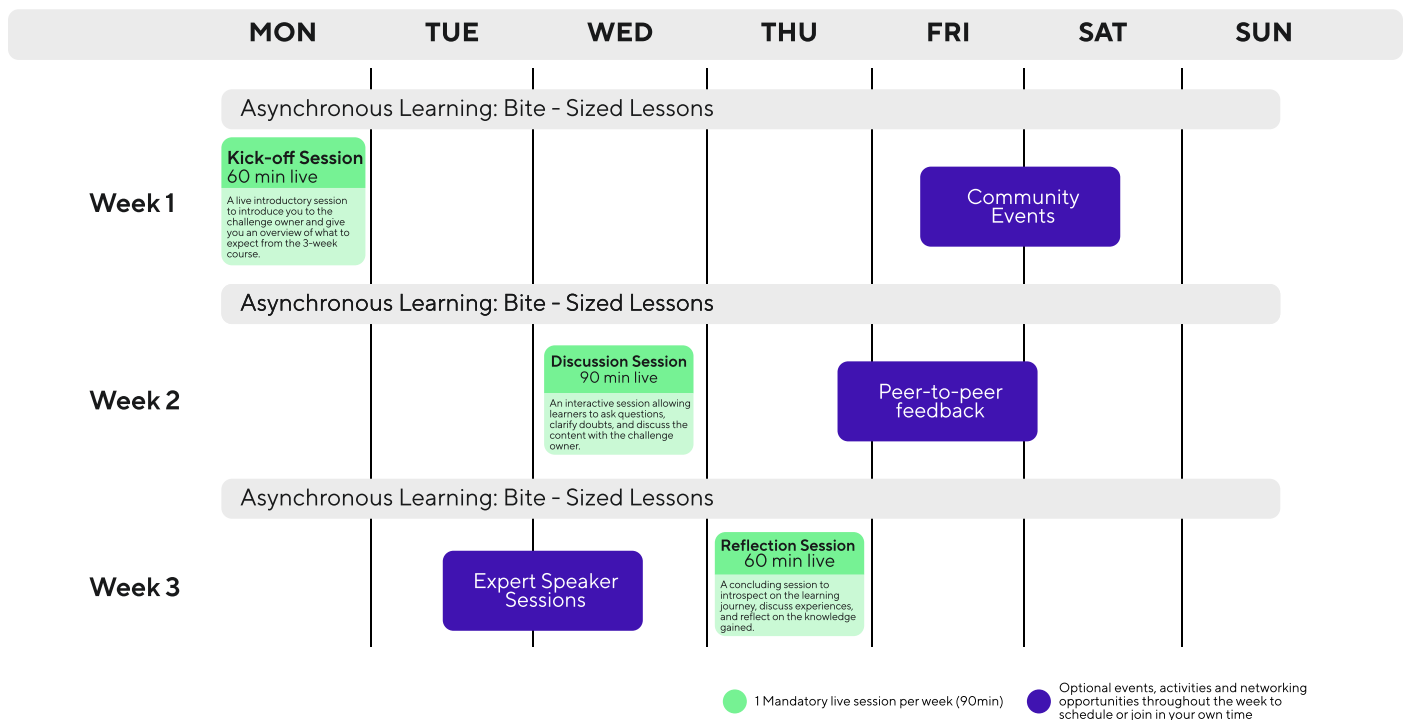 MON TUE WED THU FRI SAT SUN
Asynchronous Learning: Bite - Sized Lessons
Week 1
Kick-off Session
60 min live
A live introductory session
to introduce you to the
challenge owner and give
you an overview of what to
expect from the 3-week
course.
Community
Events
Asynchronous Learning: Bite - Sized Lessons
Week 2
Discussion Session
90 min live
An interactive session allowing
learners to ask questions,
clarify doubts, and discuss the
content with the challenge
owner.
Peer-to-peer
feedback
Asynchronous Learning: Bite - Sized Lessons
Week 3
Expert Speaker
Sessions
Reflection Session
60 min live
A concluding session to
introspect on the learning
journey, discuss experiences,
and reflect on the knowledge
gained.
1 Mandatory live session per week (90min)
Optional events, activities and networking
opportunities throughout the week to
schedule or join in your own time